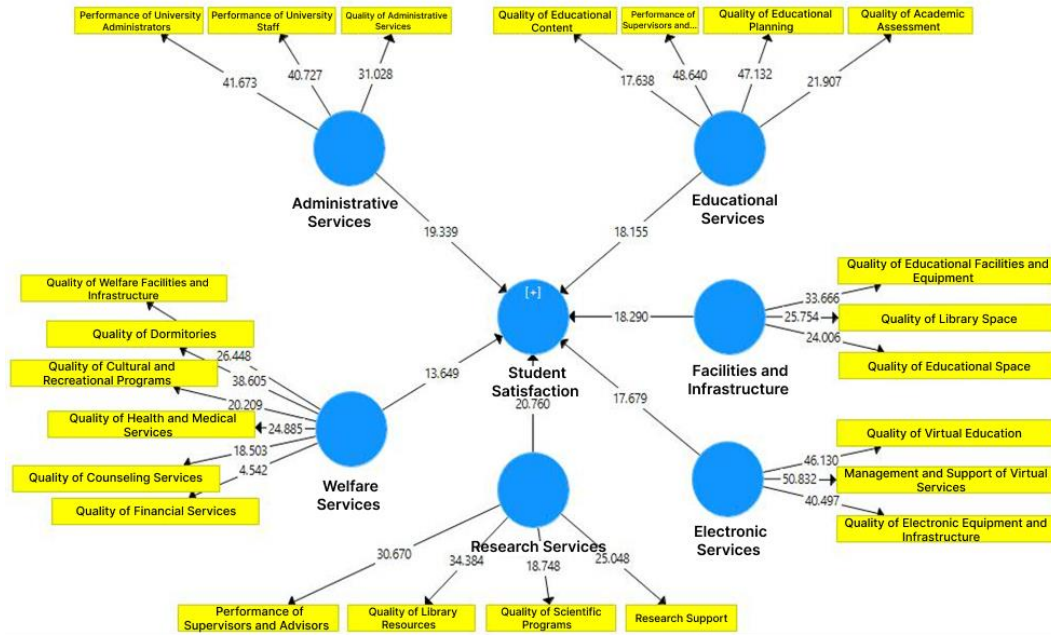 Performance of University
Administrators
Performance of University
Staff
Quality of Administrative
Services
Quality of Educational
Content
Performance of
Supervisors and...
Quality of Educational
Planning
Quality of Academic
Assessment
41.673
40.727
31.028
17.638
48.640
47.132
21.907
Administrative
Services
Educational
Services
19.339
18.155
Quality of Welfare Facilities and
Infrastructure
Quality of Dormitories
Quality of Cultural and
Recreational Programs
Quality of Health and Medical
Services
Quality of Counseling Services
Quality of Financial Services
26.448
38.605
20.209
24.885
18.503
4.542
Welfare
Services
13.649
[+]
Student
Satisfaction
20.760
18.290
17.679
Facilities and
Infrastructure
33.666
25.754
24.006
Quality of Educational Facilities and
Equipment
Quality of Library Space
Quality of Educational Space
Electronic
Services
46.130
50.832
40.497
Quality of Virtual Education
Management and Support of Virtual
Services
Quality of Electronic Equipment and
Infrastructure
Research Services
30.670
34.384
18.748
25.048
Performance of
Supervisors and Advisors
Quality of Library
Resources
Quality of Scientific
Programs
Research Support